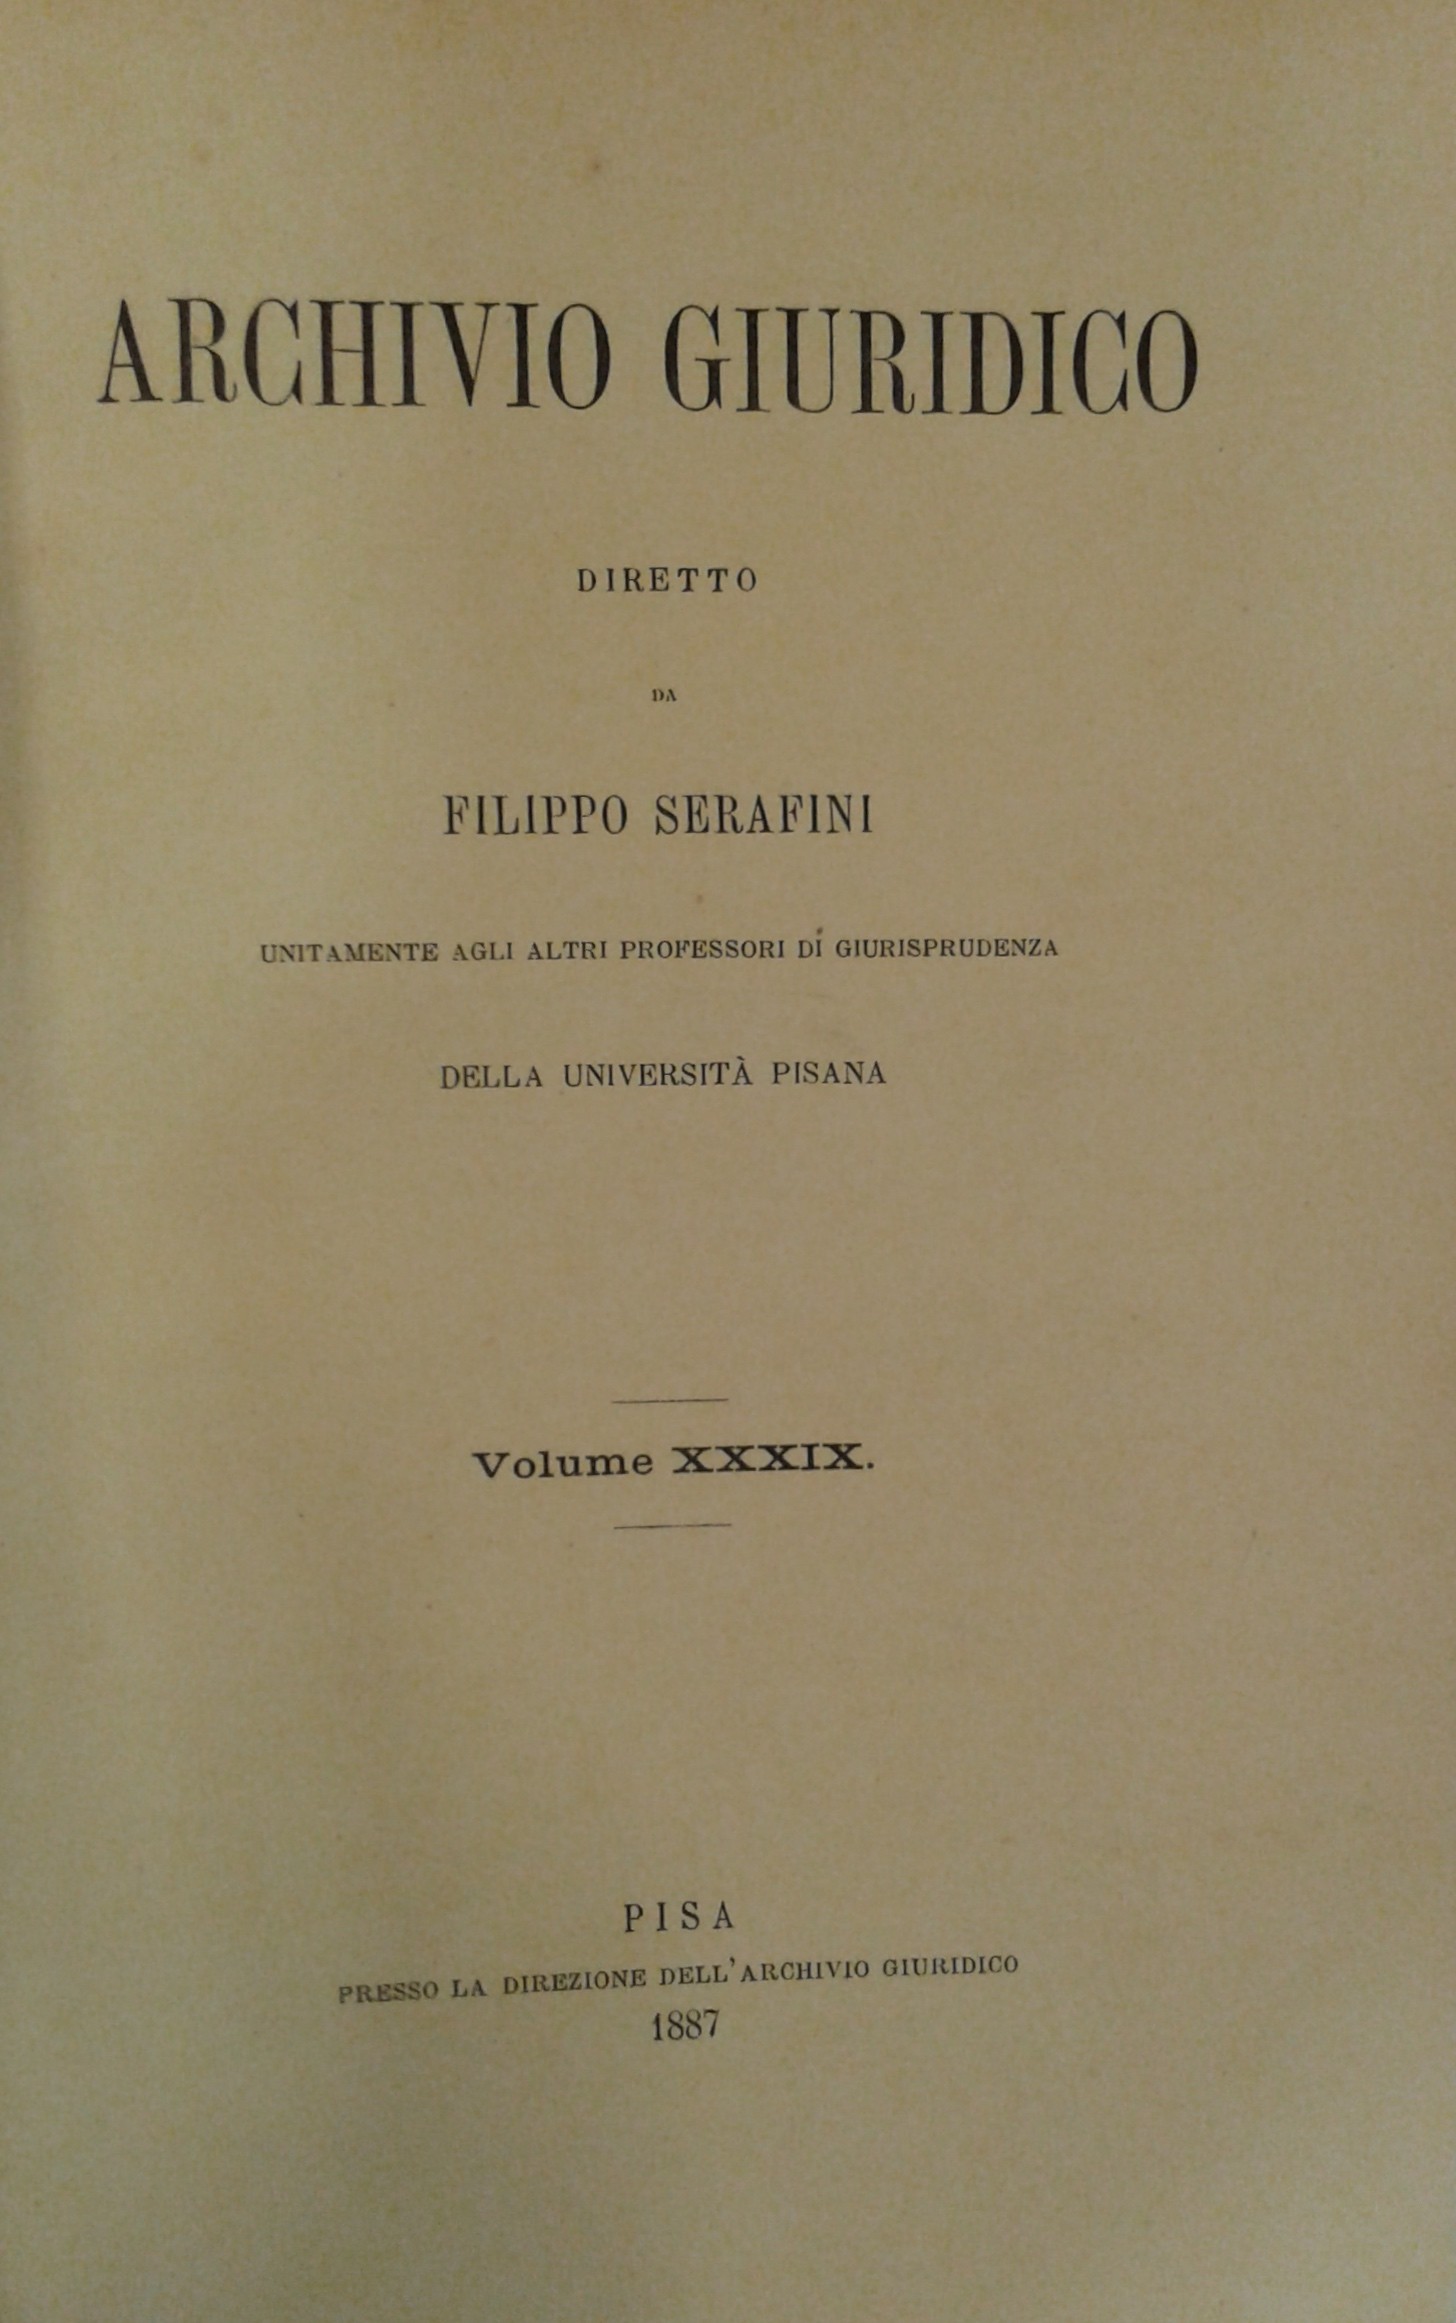 ARCHIVIO GIURIDICO
DIRETTO
DA
FILIPPO SERAFINI
UNITAMENTE AGLI ALTRI PROFESSORI DI GIURISPRUDENZA
DELLA UNIVERSITÀ PISANA
Volume XXXIX.
PISA
PRESSO LA DIREZIONE DELL'ARCHIVIO GIURIDICO
1887